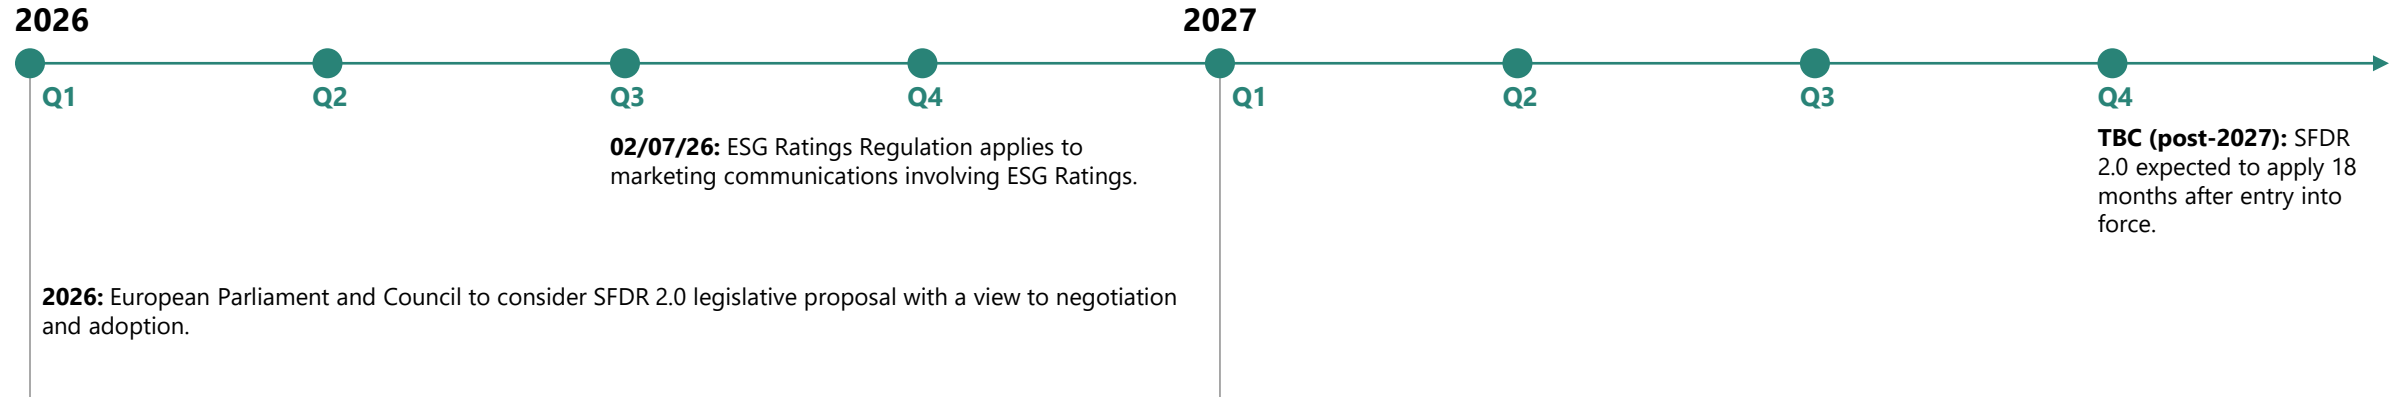 2026
2027
Q1
Q2
Q3
Q4
Q1
Q2
Q3
Q4
02/07/26: ESG Ratings Regulation applies to
marketing communications involving ESG Ratings.
TBC (post-2027): SFDR
2.0 expected to apply 18
months after entry into
force.
2026: European Parliament and Council to consider SFDR 2.0 legislative proposal with a view to negotiation
and adoption.